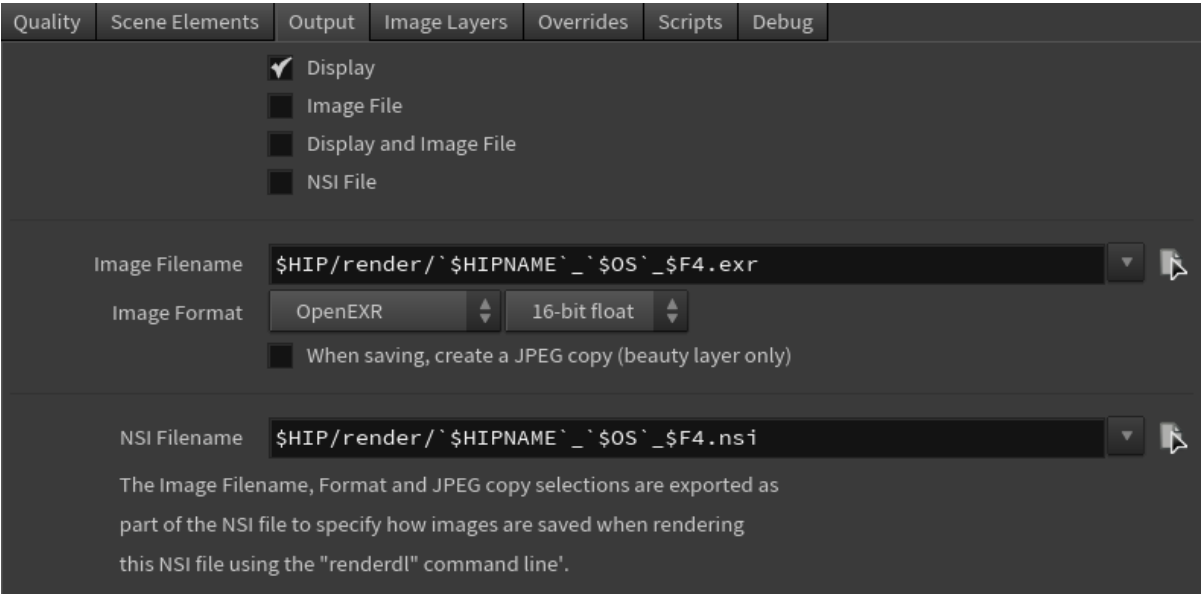 Quality Scene Elements Output Image Layers Overrides Scripts Debug
Display
Image File
Display and Image File
NSI File
Image Filename $HIP/render/`$HIPNAME`_`$OS`_$F4.exr
Image Format OpenEXR 16-bit float
When saving, create a JPEG copy (beauty layer only)
NSI Filename $HIP/render/`$HIPNAME`_`$OS`_$F4.nsi
The Image Filename, Format and JPEG copy selections are exported as
part of the NSI file to specify how images are saved when rendering
this NSI file using the "renderdl" command line'.